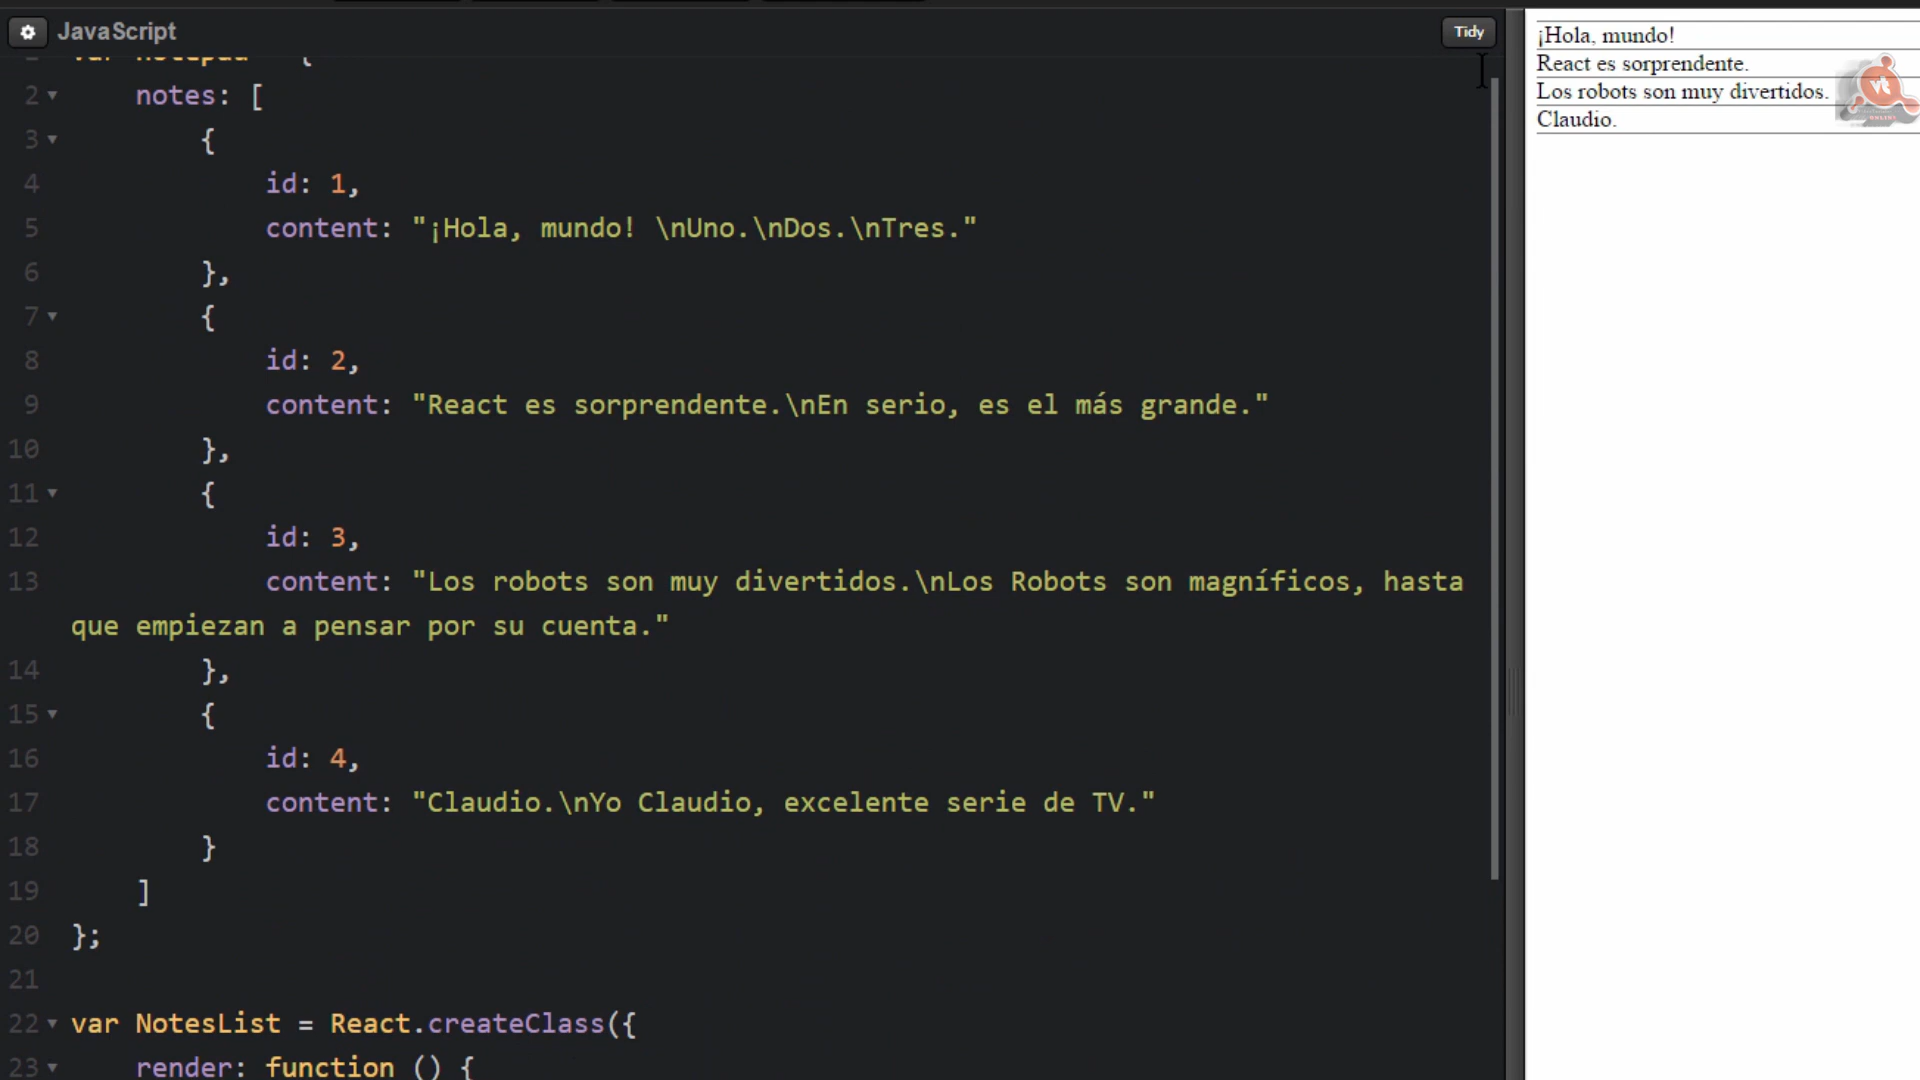 JavaScript
Tidy
var notepad = {
2 notes: [
3 {
4 id: 1,
5 content: "¡Hola, mundo! \nUno.\nDos.\nTres."
6 },
7 {
8 id: 2,
9 content: "React es sorprendente.\nEn serio, es el más grande."
10 },
11 {
12 id: 3,
13 content: "Los robots son muy divertidos.\nLos Robots son magníficos, hasta
que empiezan a pensar por su cuenta."
14 },
15 {
16 id: 4,
17 content: "Claudio.\nYo Claudio, excelente serie de TV."
18 }
19 ]
20 };
21
22 var NotesList = React.createClass({
23 render: function () {
¡Hola, mundo!
React es sorprendente.
Los robots son muy divertidos.
Claudio.
vt
ONLINE